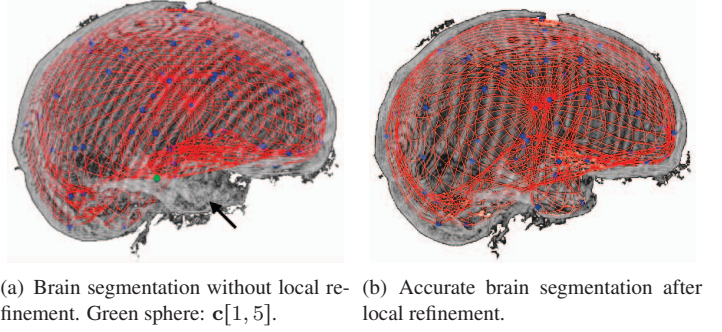 (a) Brain segmentation without local re-
finement. Green sphere: c[1, 5].
(b) Accurate brain segmentation after
local refinement.